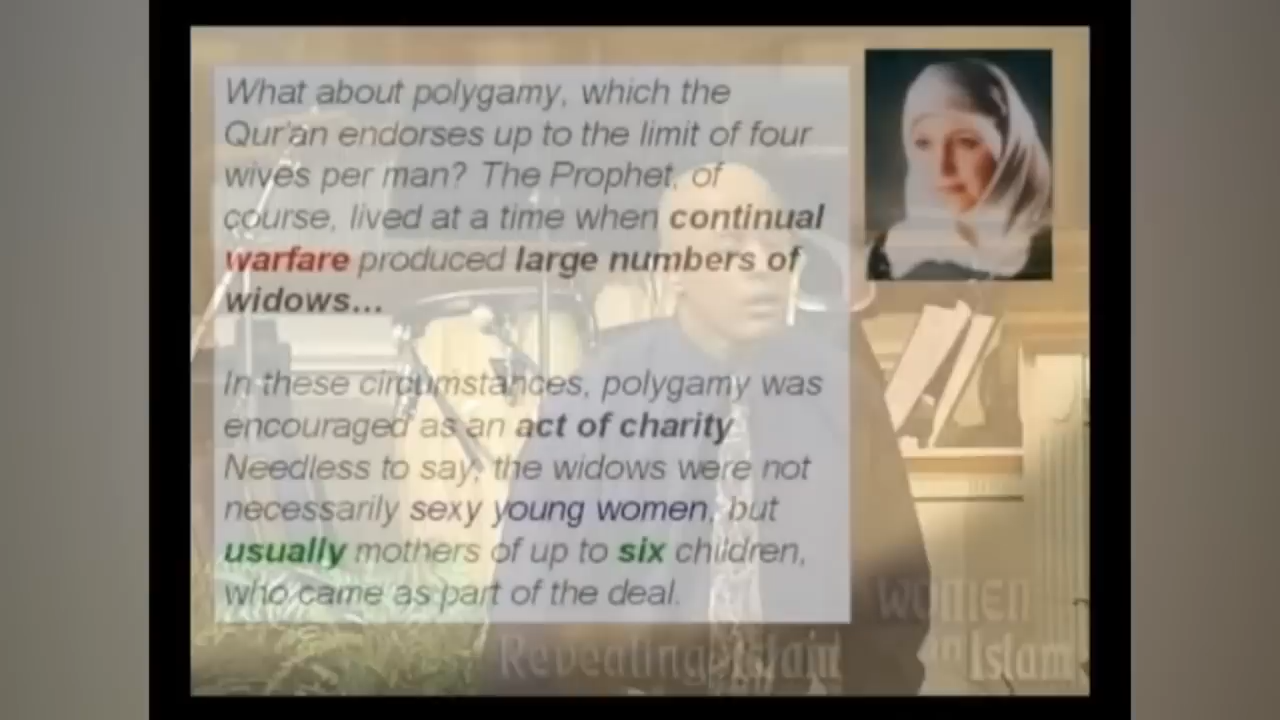 What about polygamy, which the
Qur'an endorses up to the limit of four
wives per man? The Prophet, of
course, lived at a time when continual
warfare produced large numbers of
widows...
In these circumstances, polygamy was
encouraged as an act of charity.
Needless to say, the widows were not
necessarily sexy young women, but
usually mothers of up to six children,
who came as part of the deal.
Women
in Islam
Revealing Islam